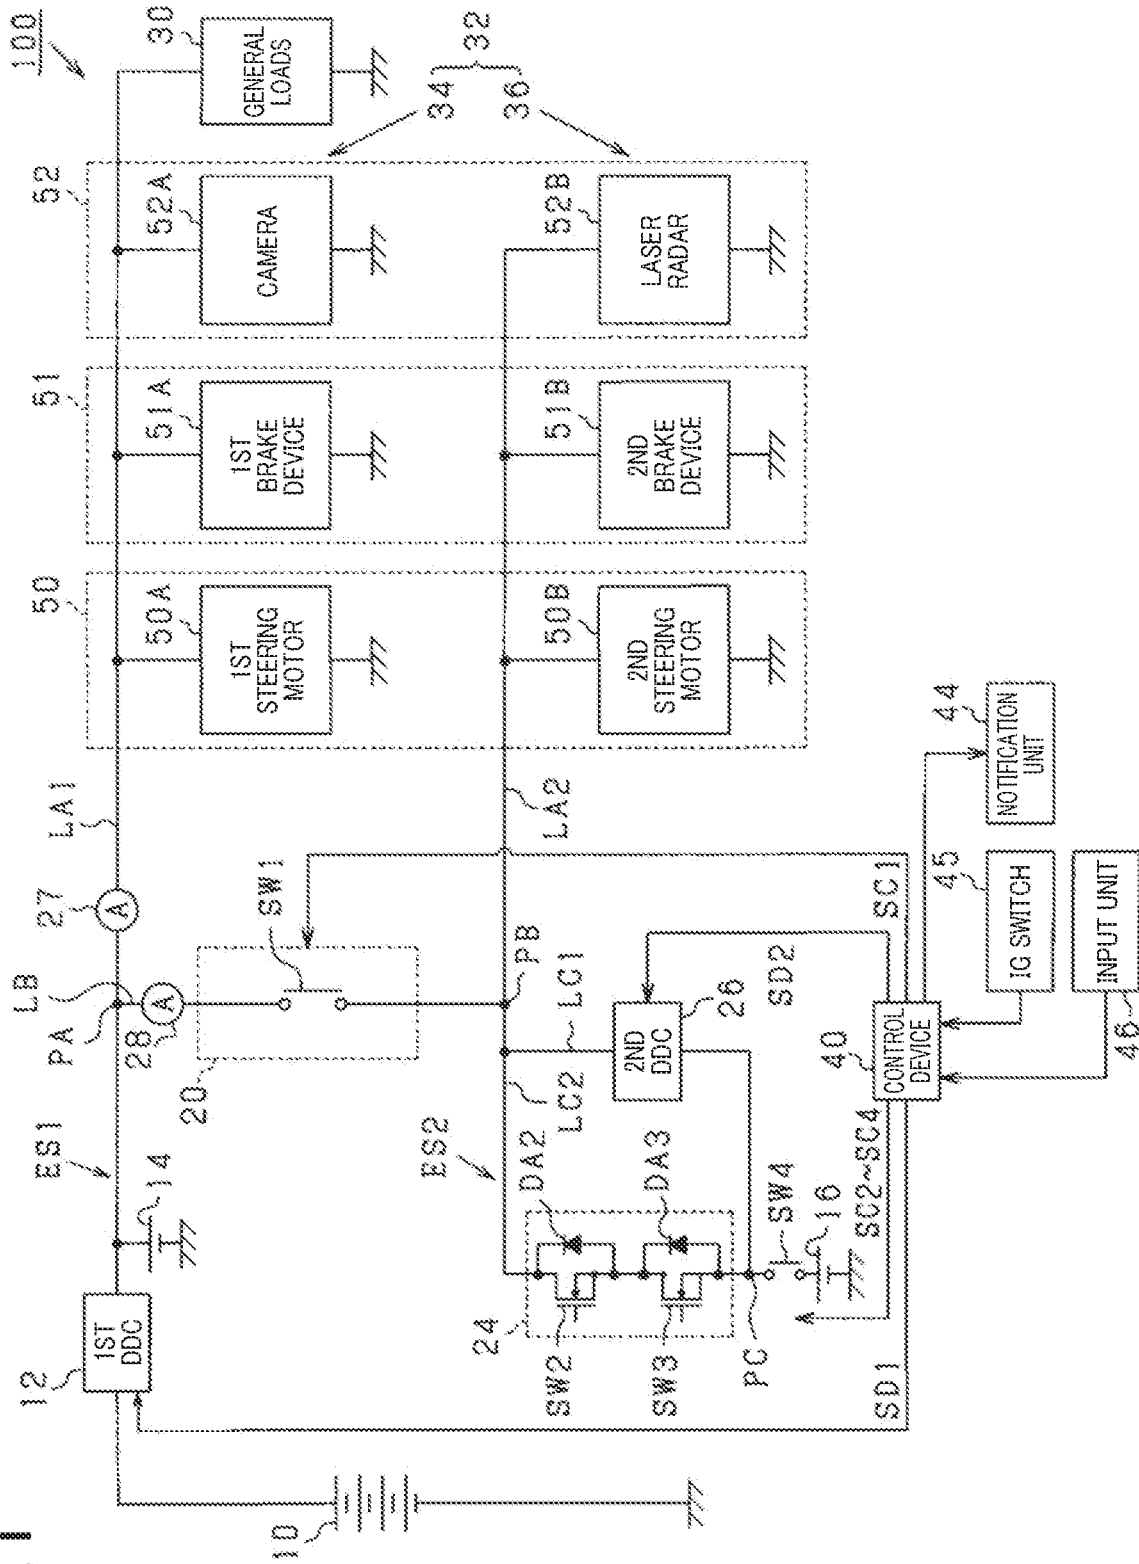 100
ES1
PA
LB
27
A
LA1
50
51
52
30
12
1ST
DDC
14
28
A
SW1
20
50A
1ST
STEERING
MOTOR
51A
1ST
BRAKE
DEVICE
52A
CAMERA
GENERAL
LOADS
34
32
36
10
ES2
LC2
LC1
PB
LA2
50B
2ND
STEERING
MOTOR
51B
2ND
BRAKE
DEVICE
52B
LASER
RADAR
24
DA2
SW2
DA3
SW3
PC
SW4
16
2ND
DDC
26
SD2
SC1
SC2~SC4
SD1
40
CONTROL
DEVICE
44
NOTIFICATION
UNIT
45
IG SWITCH
46
INPUT UNIT